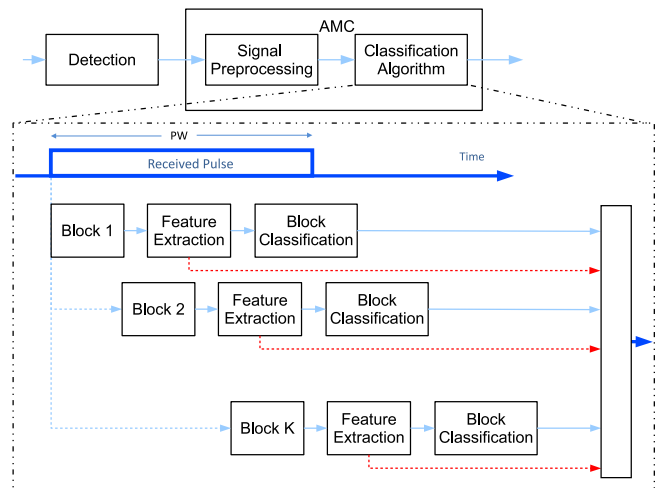 AMC
Detection
Signal
Preprocessing
Classification
Algorithm
PW
Received Pulse
Time
Block 1
Feature
Extraction
Block
Classification
Block 2
Feature
Extraction
Block
Classification
Block K
Feature
Extraction
Block
Classification